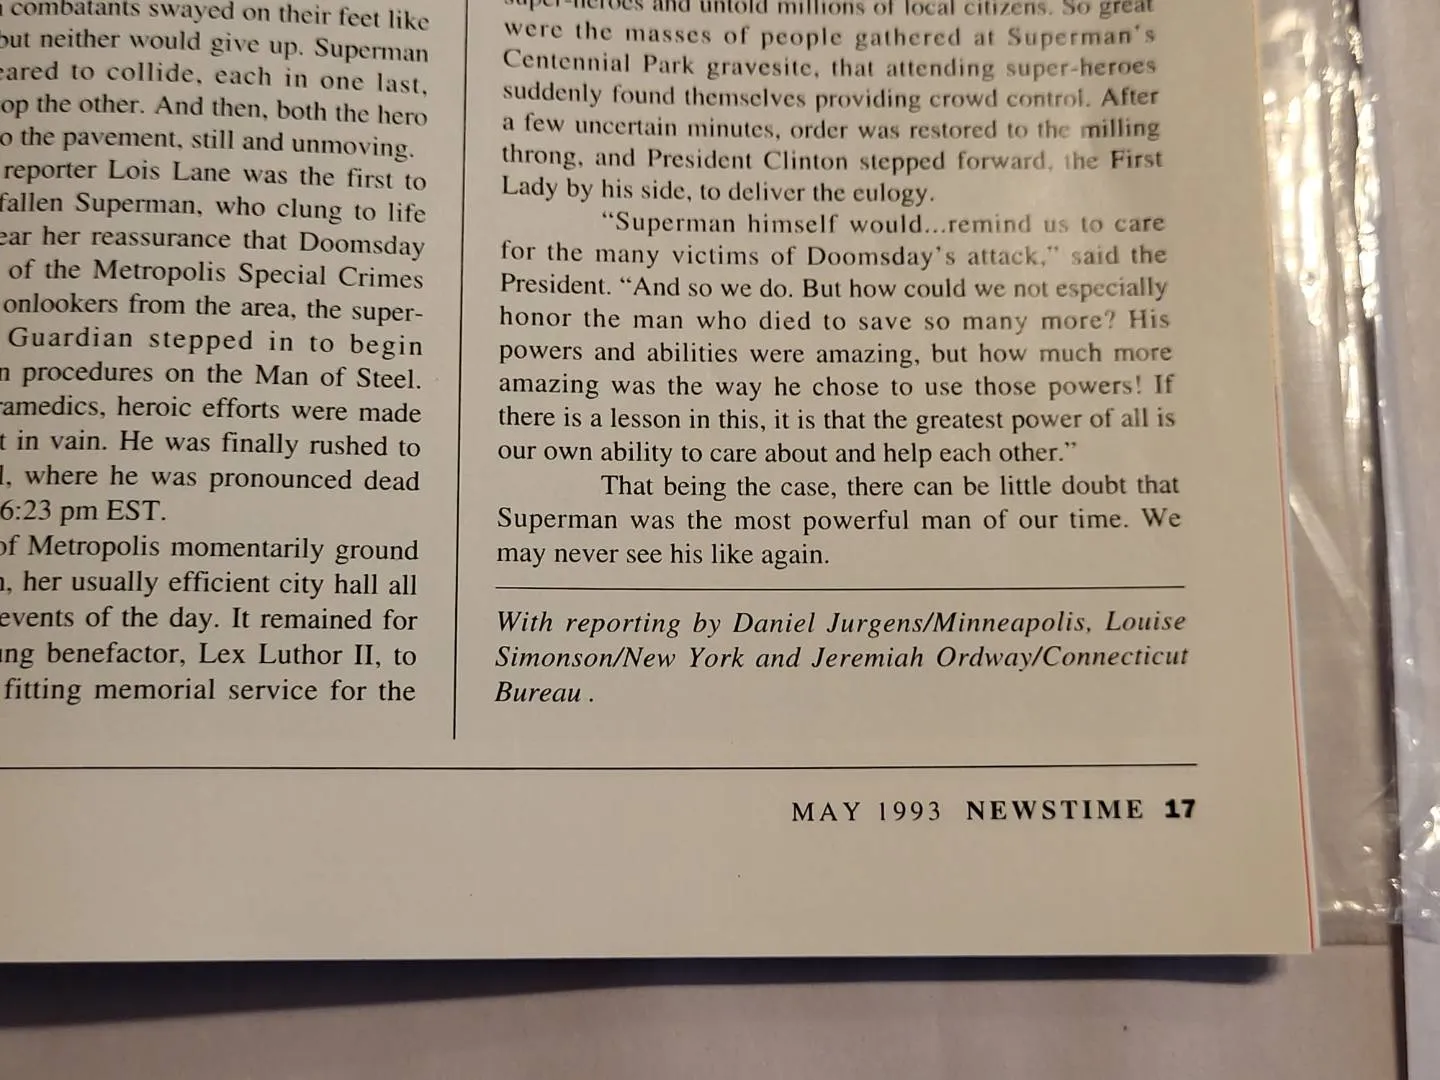 combatants swayed on their feet like
but neither would give up. Superman
eared to collide, each in one last,
op the other. And then, both the hero
o the pavement, still and unmoving.
reporter Lois Lane was the first to
fallen Superman, who clung to life
ear her reassurance that Doomsday
of the Metropolis Special Crimes
onlookers from the area, the super-
Guardian stepped in to begin
n procedures on the Man of Steel.
ramedics, heroic efforts were made
t in vain. He was finally rushed to
l, where he was pronounced dead
6:23 pm EST.
of Metropolis momentarily ground
, her usually efficient city hall all
events of the day. It remained for
ng benefactor, Lex Luthor II, to
fitting memorial service for the
super-heroes and untold millions of local citizens. So great
were the masses of people gathered at Superman's
Centennial Park gravesite, that attending super-heroes
suddenly found themselves providing crowd control. After
a few uncertain minutes, order was restored to the milling
throng, and President Clinton stepped forward, the First
Lady by his side, to deliver the eulogy.
“Superman himself would...remind us to care
for the many victims of Doomsday's attack,” said the
President. “And so we do. But how could we not especially
honor the man who died to save so many more? His
powers and abilities were amazing, but how much more
amazing was the way he chose to use those powers! If
there is a lesson in this, it is that the greatest power of all is
our own ability to care about and help each other.”
That being the case, there can be little doubt that
Superman was the most powerful man of our time. We
may never see his like again.
With reporting by Daniel Jurgens/Minneapolis, Louise
Simonson/New York and Jeremiah Ordway/Connecticut
Bureau .
MAY 1993 NEWSTIME 17